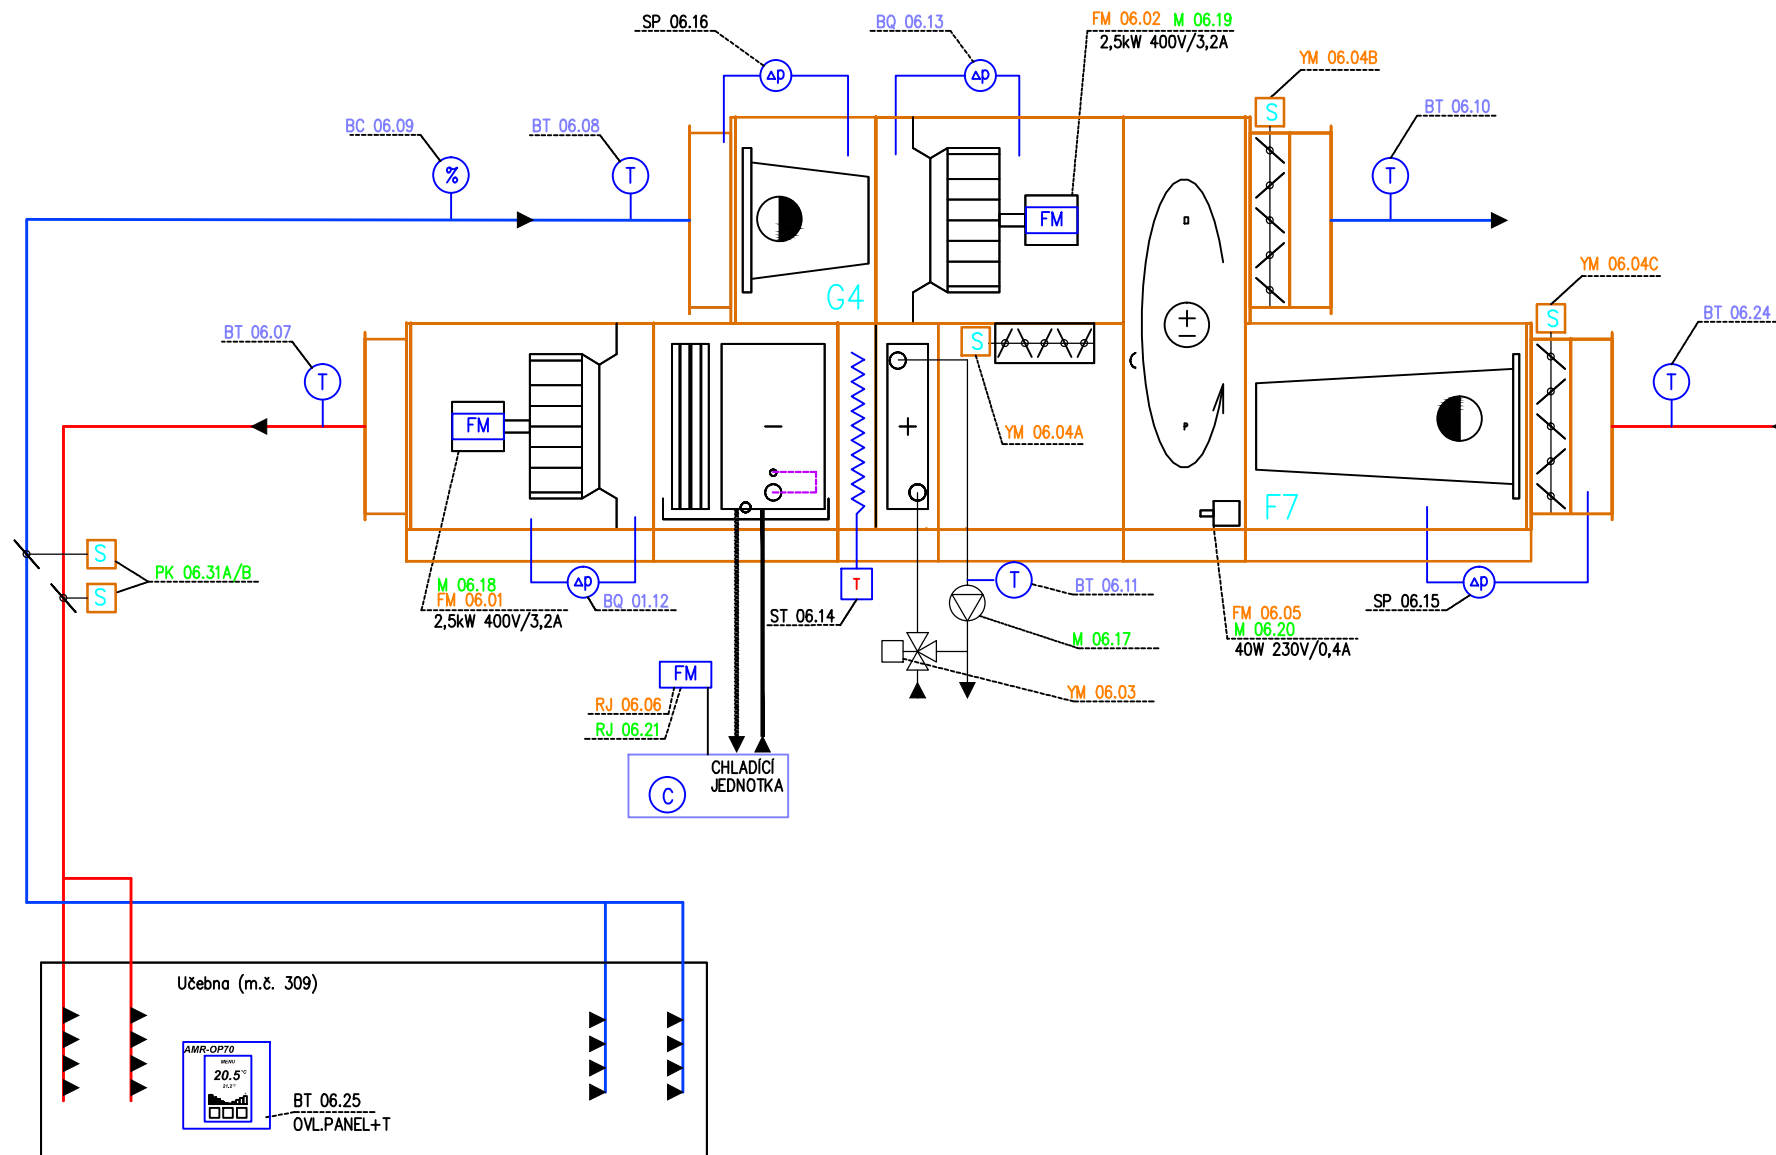 SP 06.16
BQ 06.13
FM 06.02 M 06.19
2,5kW 400V/3,2A
YM 06.04B
Δp
Δp
S
BT 06.10
BC 06.09
BT 06.08
%
T
T
FM
G4
YM 06.04C
BT 06.24
S
BT 06.07
T
S
±
T
FM
−
+
YM 06.04A
P
F7
S
PK 06.31A/B
S
M 06.18
FM 06.01
2,5kW 400V/3,2A
Δp
BQ 01.12
T
ST 06.14
T
BT 06.11
M 06.17
FM 06.05
M 06.20
40W 230V/0,4A
SP 06.15
Δp
FM
RJ 06.06
RJ 06.21
YM 06.03
CHLADÍCÍ
JEDNOTKA
C
Učebna (m.č. 309)
AMR-OP70
MENU
20.5°C
BT 06.25
OVL.PANEL+T